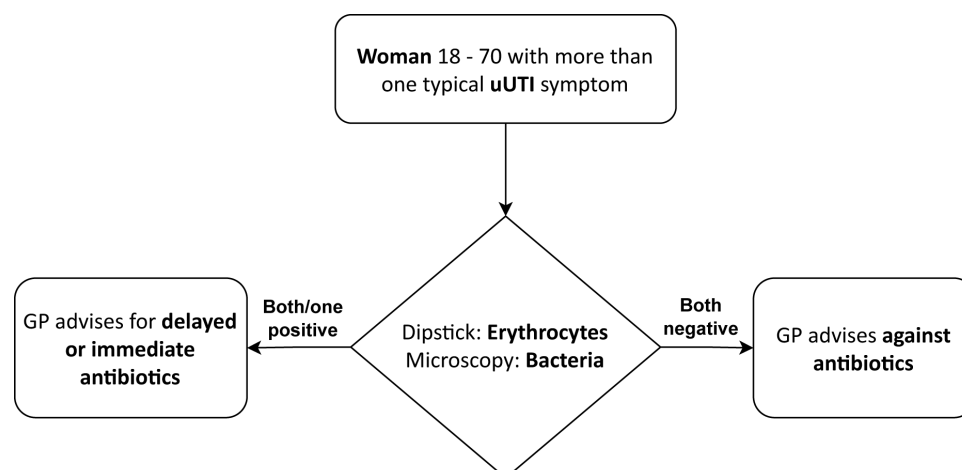 Woman 18 - 70 with more than
one typical uUTI symptom
Both/one
positive
Both
negative
GP advises for delayed
or immediate
antibiotics
Dipstick: Erythrocytes
Microscopy: Bacteria
GP advises against
antibiotics